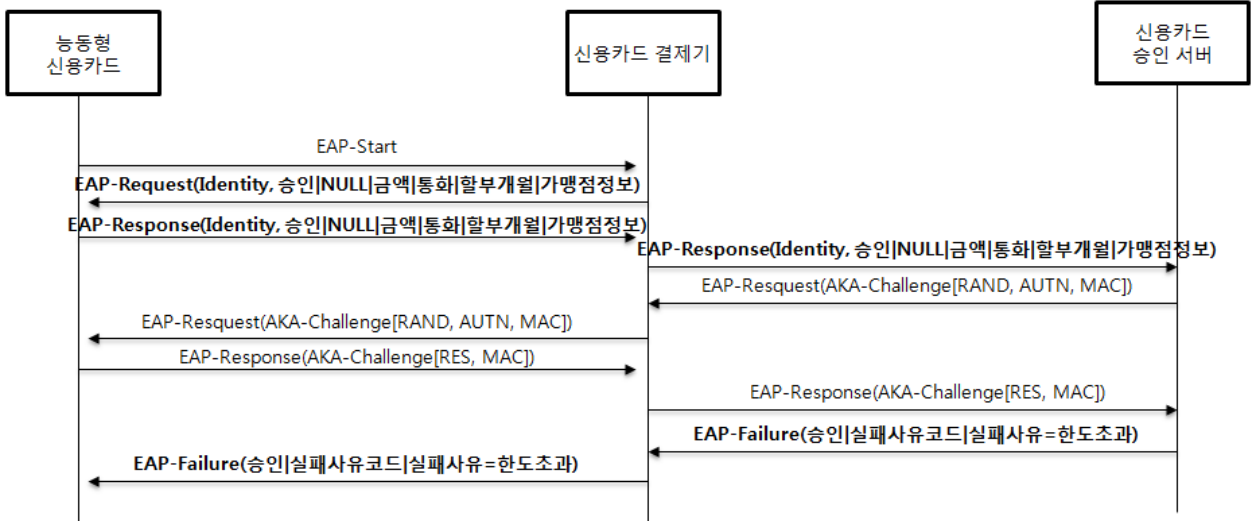 능동형
신용카드
신용카드 결제기
신용카드
승인 서버
EAP-Start
EAP-Request(Identity, 승인|NULL|금액|통화|할부개월|가맹점정보)
EAP-Response(Identity, 승인|NULL|금액|통화|할부개월|가맹점정보)
EAP-Response(Identity, 승인|NULL|금액|통화|할부개월|가맹점정보)
EAP-Resquest(AKA-Challenge[RAND, AUTN, MAC])
EAP-Resquest(AKA-Challenge[RAND, AUTN, MAC])
EAP-Response(AKA-Challenge[RES, MAC])
EAP-Response(AKA-Challenge[RES, MAC])
EAP-Failure(승인|실패사유코드|실패사유=한도초과)
EAP-Failure(승인|실패사유코드|실패사유=한도초과)